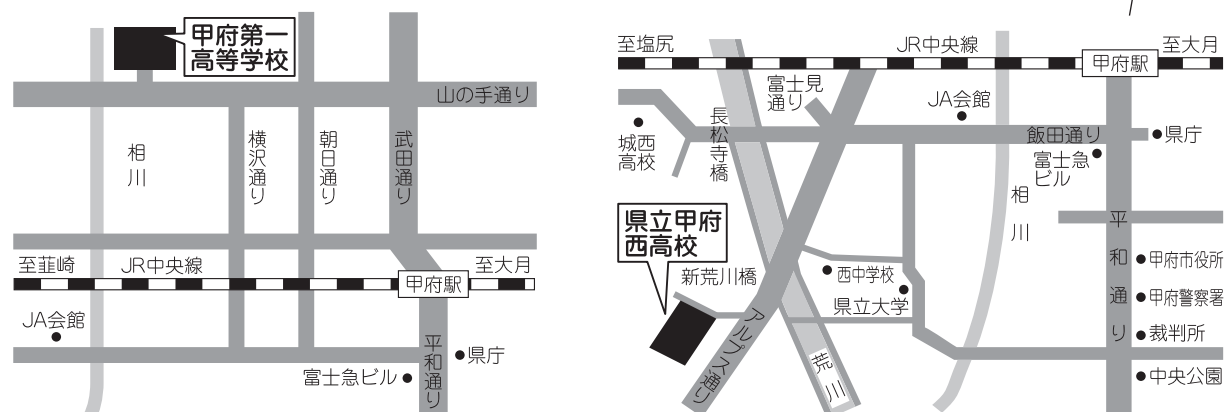 甲府第一
高等学校
山の手通り
相川
横沢通り
朝日通り
武田通り
至韮崎
JR中央線
甲府駅
至大月
JA会館
平和通り
県庁
富士急ビル
至塩尻
JR中央線
甲府駅
至大月
富士見
通り
JA会館
長松寺橋
飯田通り
県庁
城西
高校
富士急
ビル
相川
県立甲府
西高校
新荒川橋
西中学校
県立大学
平和通り
甲府市役所
甲府警察署
裁判所
中央公園
アルプス通り
荒川